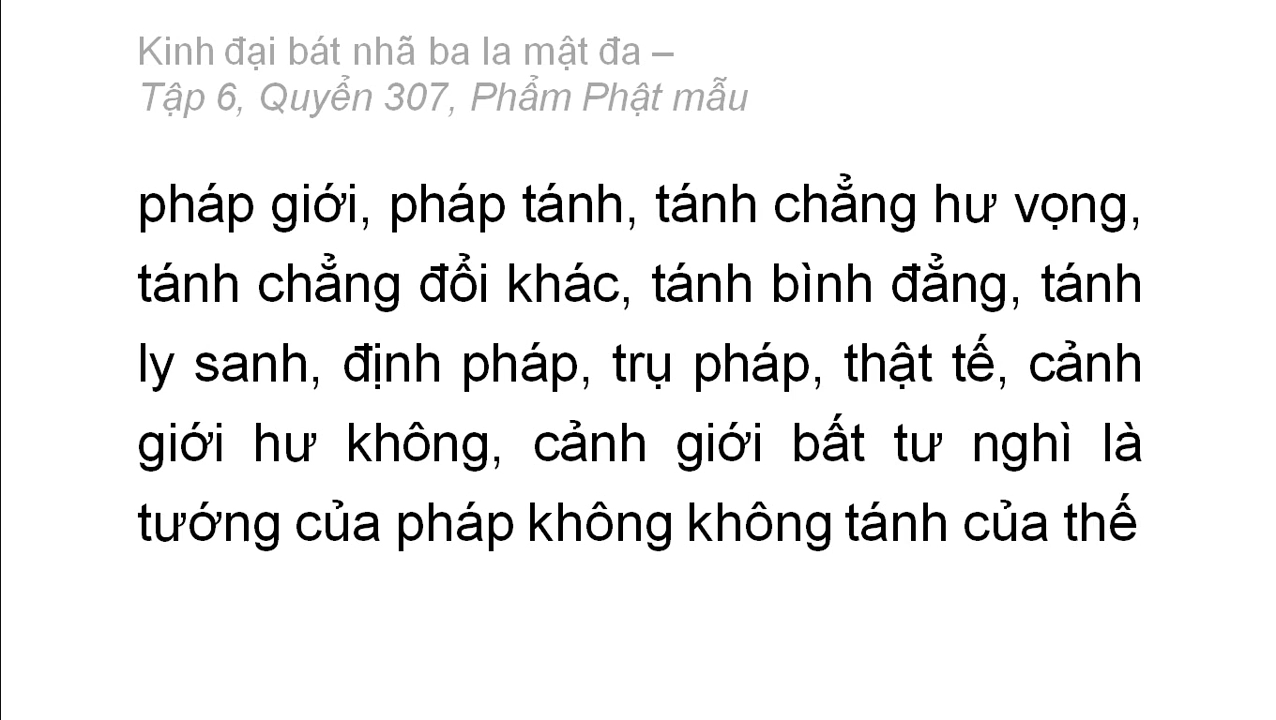 Kinh đại bát nhã ba la mật đa –
Tập 6, Quyển 307, Phẩm Phật mẫu
pháp giới, pháp tánh, tánh chẳng hư vọng,
tánh chẳng đổi khác, tánh bình đẳng, tánh
ly sanh, định pháp, trụ pháp, thật tế, cảnh
giới hư không, cảnh giới bất tư nghì là
tướng của pháp không không tánh của thế